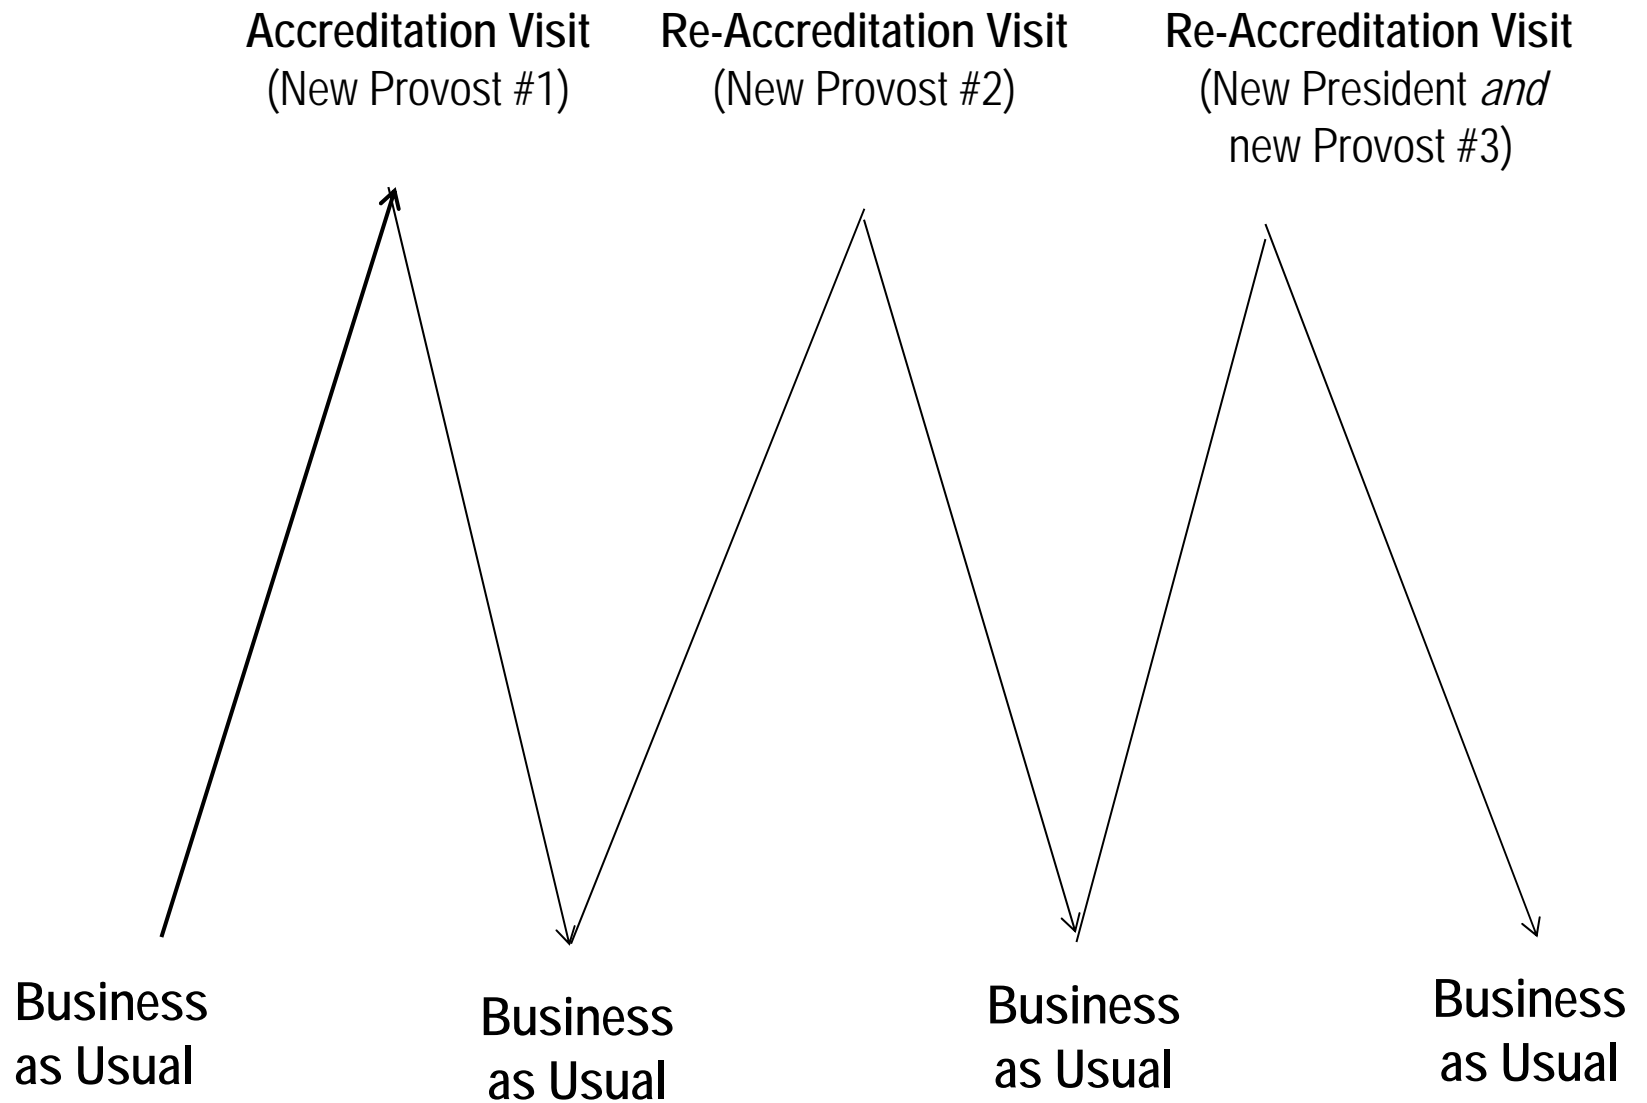 Accreditation Visit
(New Provost #1)
Re-Accreditation Visit
(New Provost #2)
Re-Accreditation Visit
(New President and
new Provost #3)
Business
as Usual
Business
as Usual
Business
as Usual
Business
as Usual